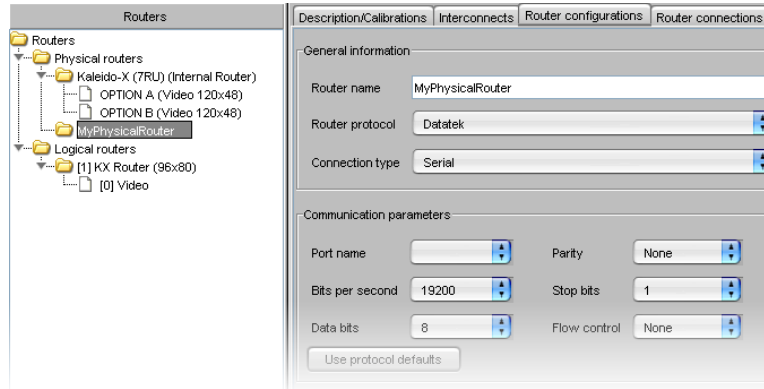 Routers
Routers
Physical routers
Kaleido-X (7RU) (Internal Router)
OPTION A (Video 120x48)
OPTION B (Video 120x48)
MyPhysicalRouter
Logical routers
[1] KX Router (96x80)
[0] Video
Description/Calibrations Interconnects Router configurations Router connections
General information
Router name MyPhysicalRouter
Router protocol Datatek
Connection type Serial
Communication parameters
Port name Parity None
Bits per second 19200 Stop bits 1
Data bits 8 Flow control None
Use protocol defaults